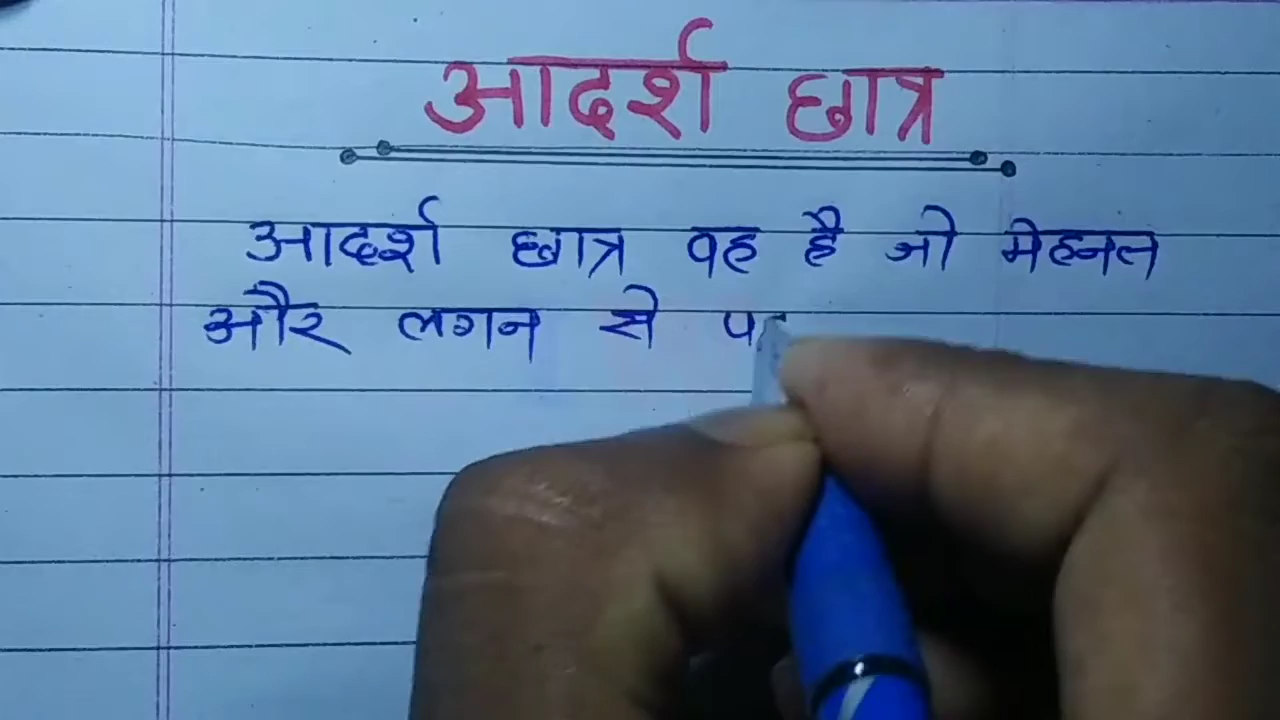 आदर्श छात्र
आदर्श छात्र वह है जो मेहनत
और लगन से